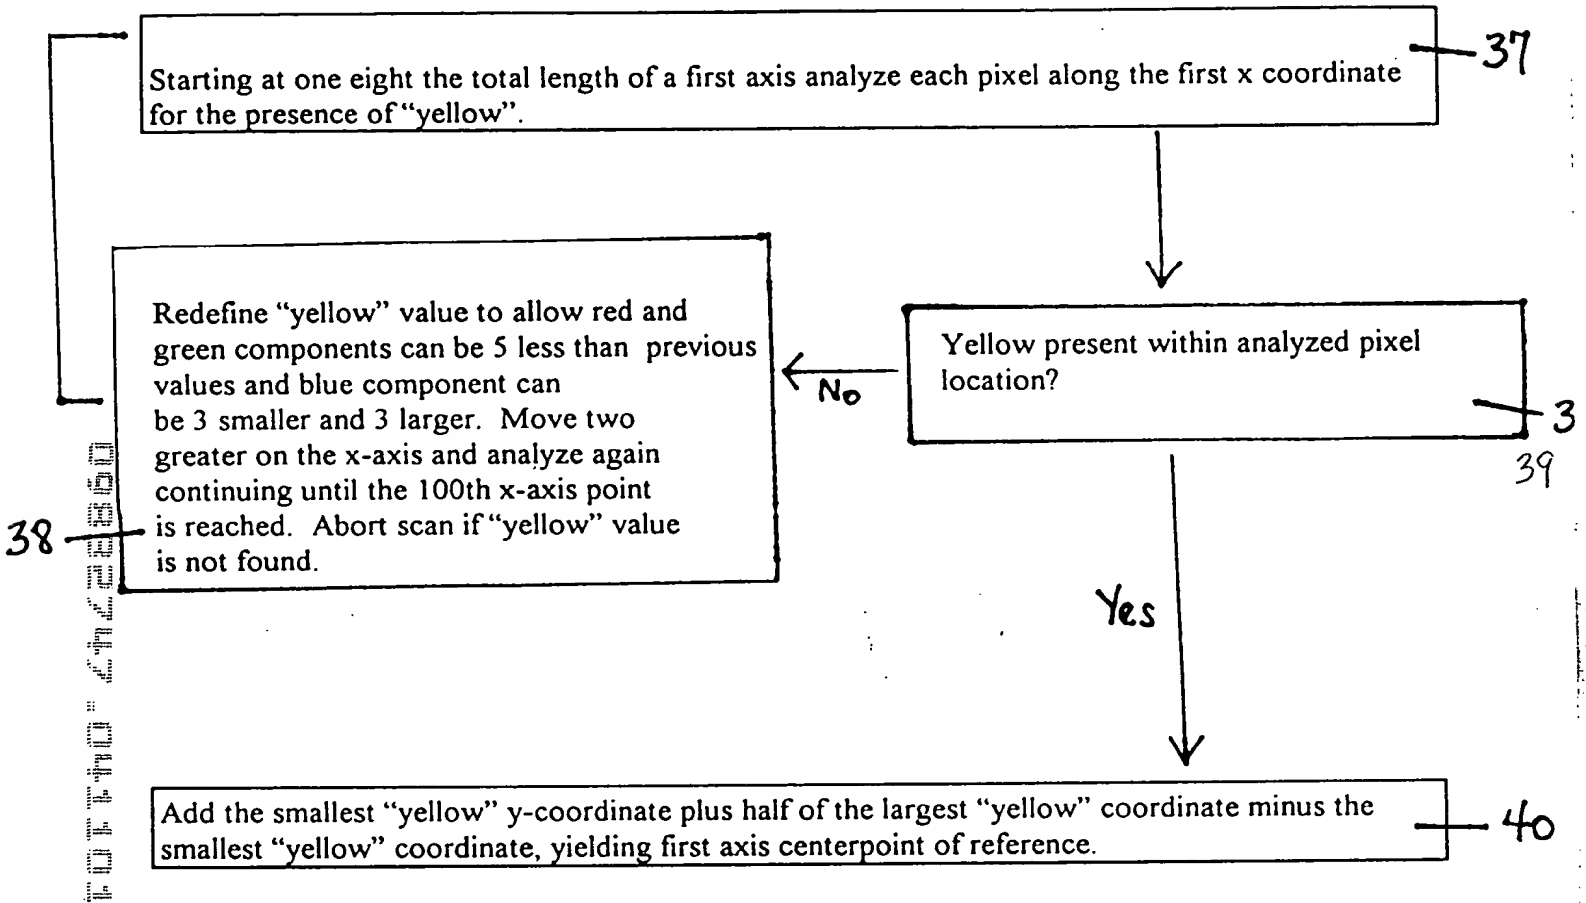 37
Starting at one eight the total length of a first axis analyze each pixel along the first x coordinate
for the presence of “yellow”.
Redefine “yellow” value to allow red and
green components can be 5 less than previous
values and blue component can
be 3 smaller and 3 larger. Move two
greater on the x-axis and analyze again
continuing until the 100th x-axis point
is reached. Abort scan if “yellow” value
is not found.
38
No
Yellow present within analyzed pixel
location?
3
39
Yes
Add the smallest “yellow” y-coordinate plus half of the largest “yellow” coordinate minus the
smallest “yellow” coordinate, yielding first axis centerpoint of reference.
40